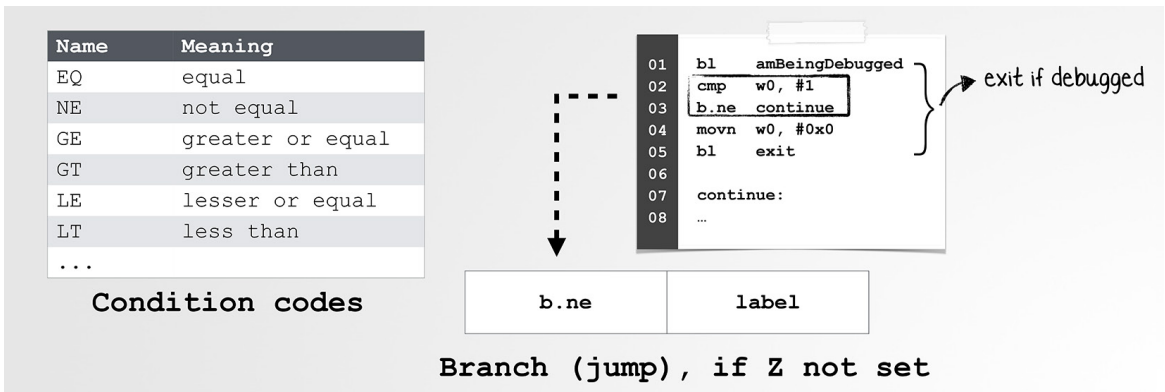 Name Meaning
EQ equal
NE not equal
GE greater or equal
GT greater than
LE lesser or equal
LT less than
...
Condition codes
01 bl amBeingDebugged
02 cmp w0, #1
03 b.ne continue
04 movn w0, #0x0
05 bl exit
06
07 continue:
08 …
exit if debugged
b.ne label
Branch (jump), if Z not set